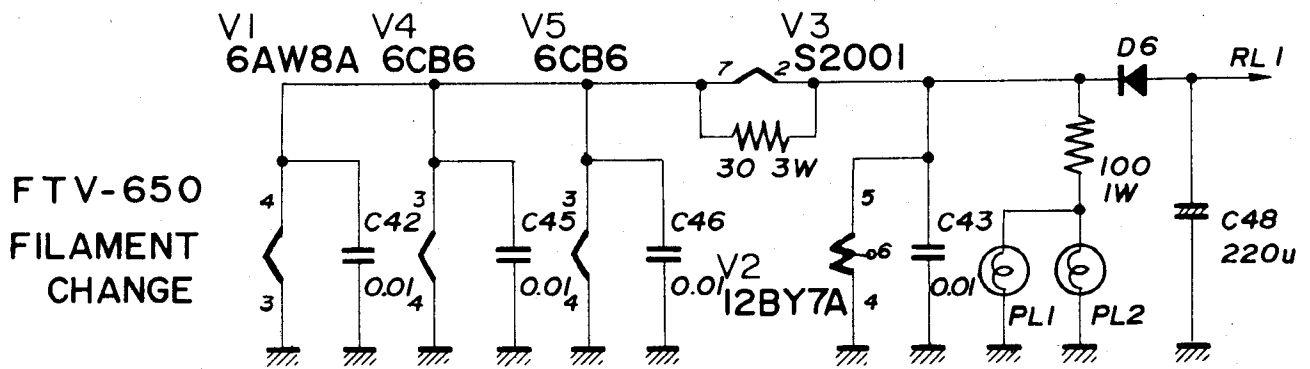 V1
6AW8A
V4
6CB6
V5
6CB6
V3
S2001
D6
RL1
7
2
30 3W
100
1W
FTV-650
FILAMENT
CHANGE
4
3
C42
0.01
3
4
C45
0.01
3
4
C46
0.01
V2
12BY7A
5
6
4
C43
0.01
PL1
PL2
C48
220u